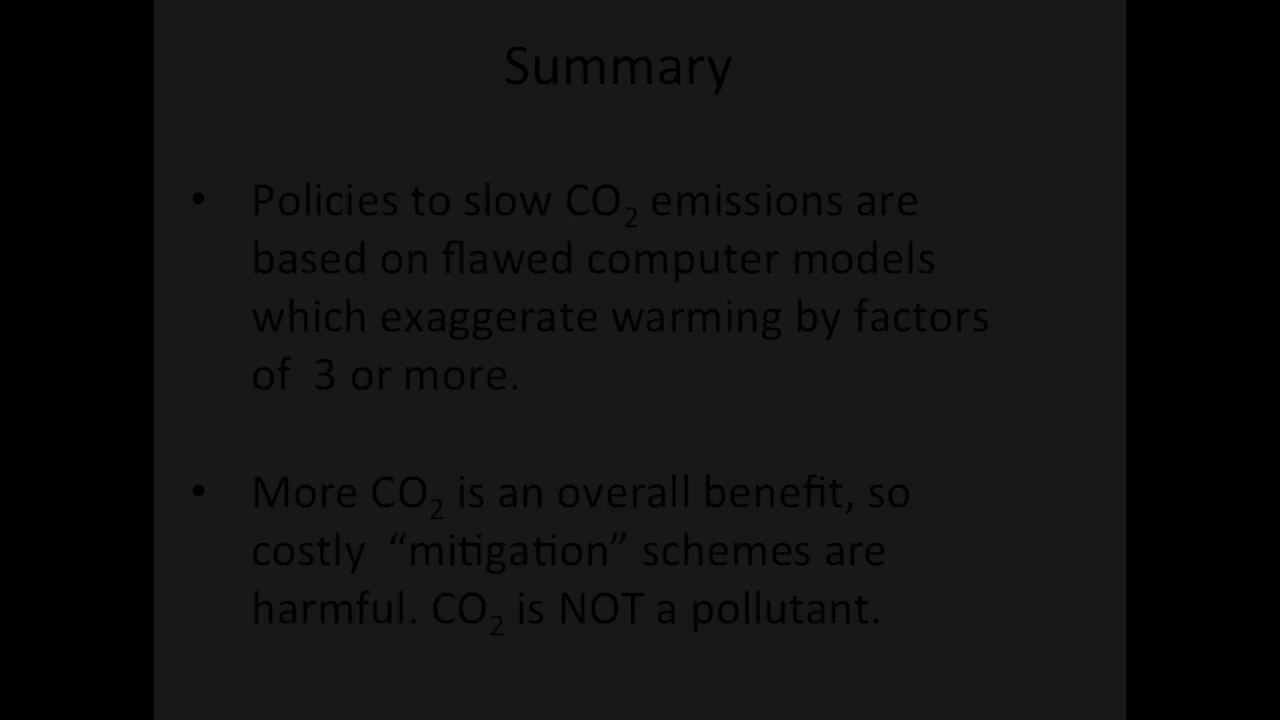 Summary
• Policies to slow CO₂ emissions are
based on flawed computer models
which exaggerate warming by factors
of 3 or more.
• More CO₂ is an overall benefit, so
costly “mitigation” schemes are
harmful. CO₂ is NOT a pollutant.